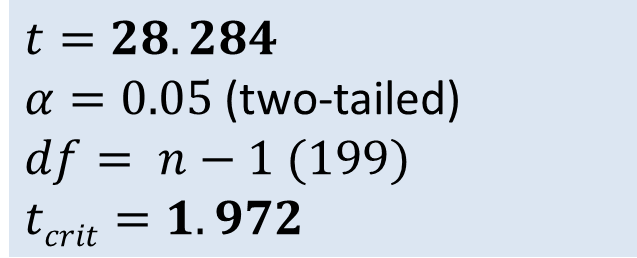 t = 28.284
α = 0.05 (two-tailed)
df = n − 1 (199)
t_crit = 1.972